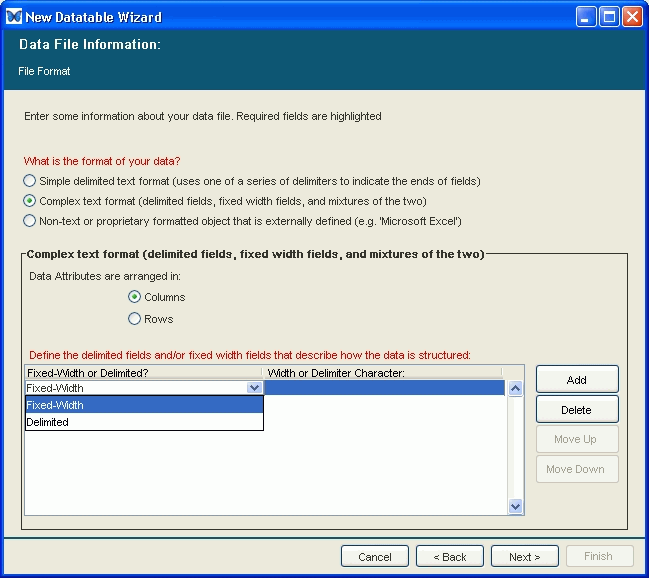 New Datatable Wizard
Data File Information:
File Format
Enter some information about your data file. Required fields are highlighted
What is the format of your data?
Simple delimited text format (uses one of a series of delimiters to indicate the ends of fields)
Complex text format (delimited fields, fixed width fields, and mixtures of the two)
Non-text or proprietary formatted object that is externally defined (e.g. 'Microsoft Excel')
Complex text format (delimited fields, fixed width fields, and mixtures of the two)
Data Attributes are arranged in:
Columns
Rows
Define the delimited fields and/or fixed width fields that describe how the data is structured:
Fixed-Width or Delimited? Width or Delimiter Character:
Fixed-Width
Fixed-Width
Delimited
Add
Delete
Move Up
Move Down
Cancel < Back Next > Finish